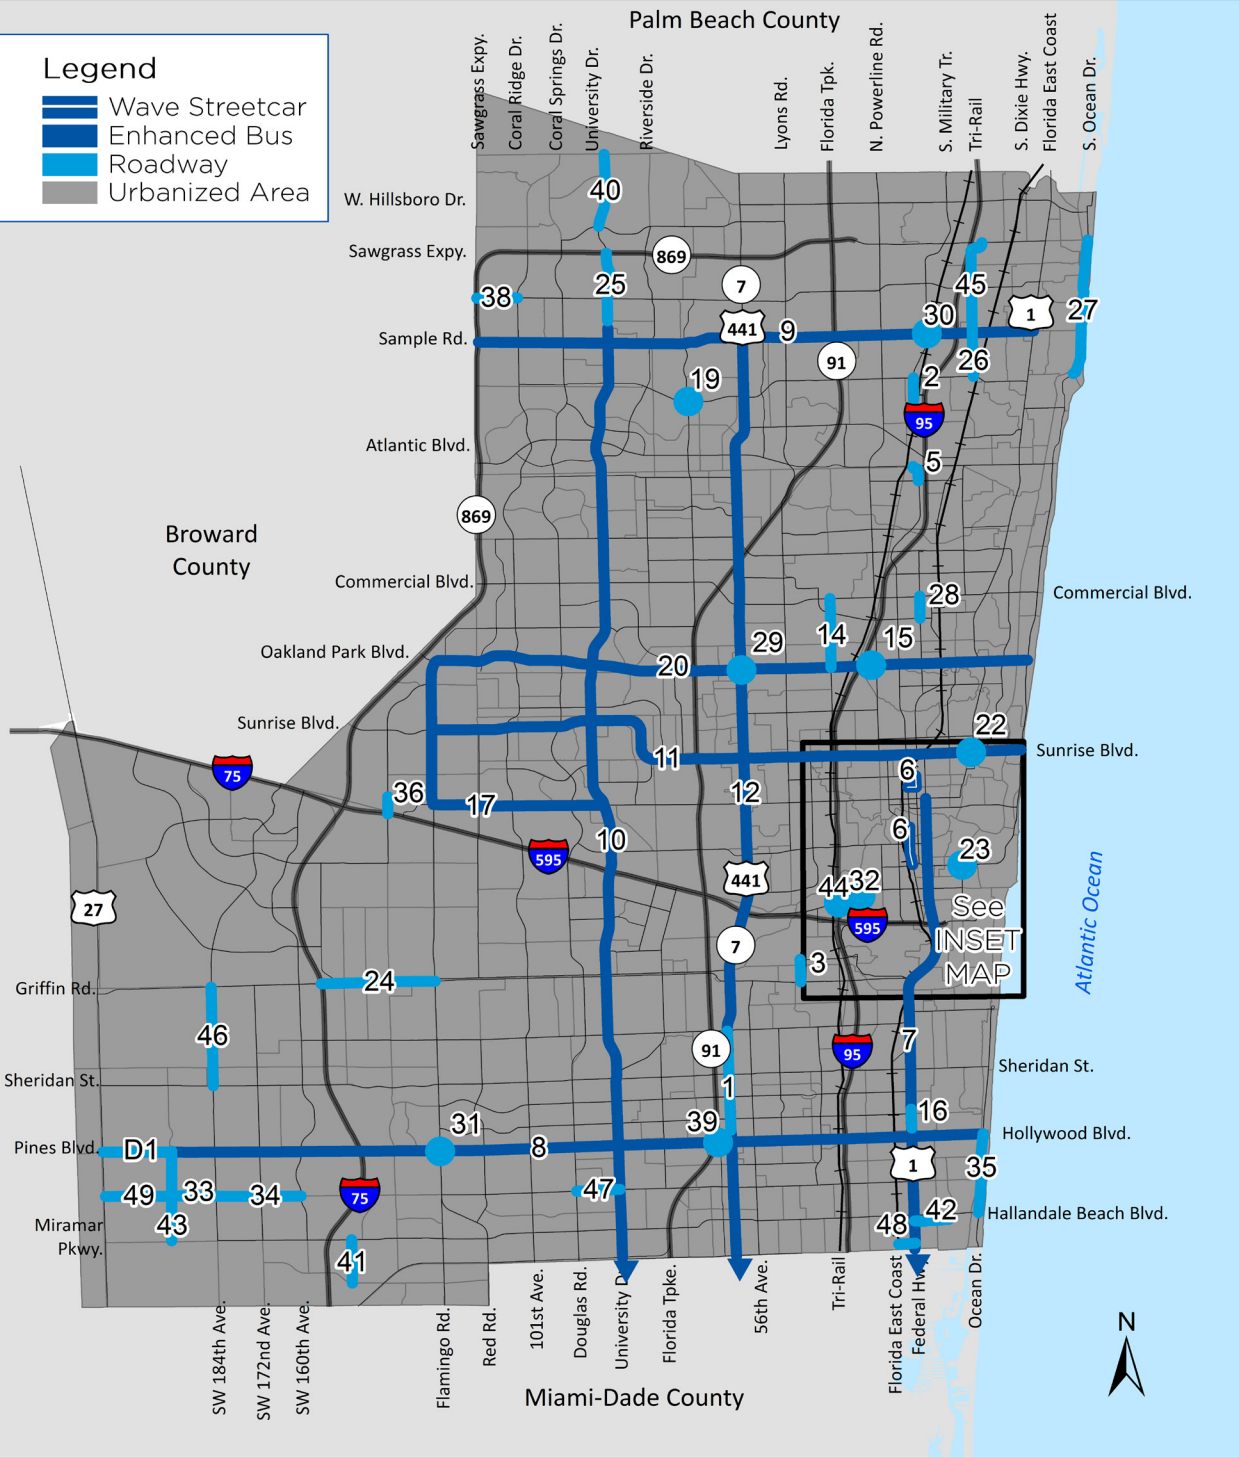 Palm Beach County
Legend
Wave Streetcar
Enhanced Bus
Roadway
Urbanized Area
Sawgrass Expy.
Coral Ridge Dr.
Coral Springs Dr.
University Dr.
Riverside Dr.
Lyons Rd.
Florida Tpk.
N. Powerline Rd.
S. Military Tr.
Tri-Rail
S. Dixie Hwy.
Florida East Coast
S. Ocean Dr.
W. Hillsboro Dr.
40
Sawgrass Expy.
869
7
25
45
38
30
1
27
Sample Rd.
441
9
91
26
2
19
95
Atlantic Blvd.
5
869
Broward
County
Commercial Blvd.
28
Commercial Blvd.
14
15
29
Oakland Park Blvd.
20
Sunrise Blvd.
22
Sunrise Blvd.
11
75
6
36
17
12
6
10
23
595
441
44
32
27
595
See
INSET
MAP
Atlantic Ocean
7
3
24
Griffin Rd.
46
7
91
95
Sheridan St.
Sheridan St.
1
16
39
31
Hollywood Blvd.
Pines Blvd.
D1
8
1
35
49
33
34
75
47
43
42
48
Hallandale Beach Blvd.
Miramar
Pkwy.
41
SW 184th Ave.
SW 172nd Ave.
SW 160th Ave.
Flamingo Rd.
Red Rd.
101st Ave.
Douglas Rd.
University D
Florida Tpke.
56th Ave.
Tri-Rail
Florida East Coast
Federal Hw
Ocean Dr.
N
Miami-Dade County